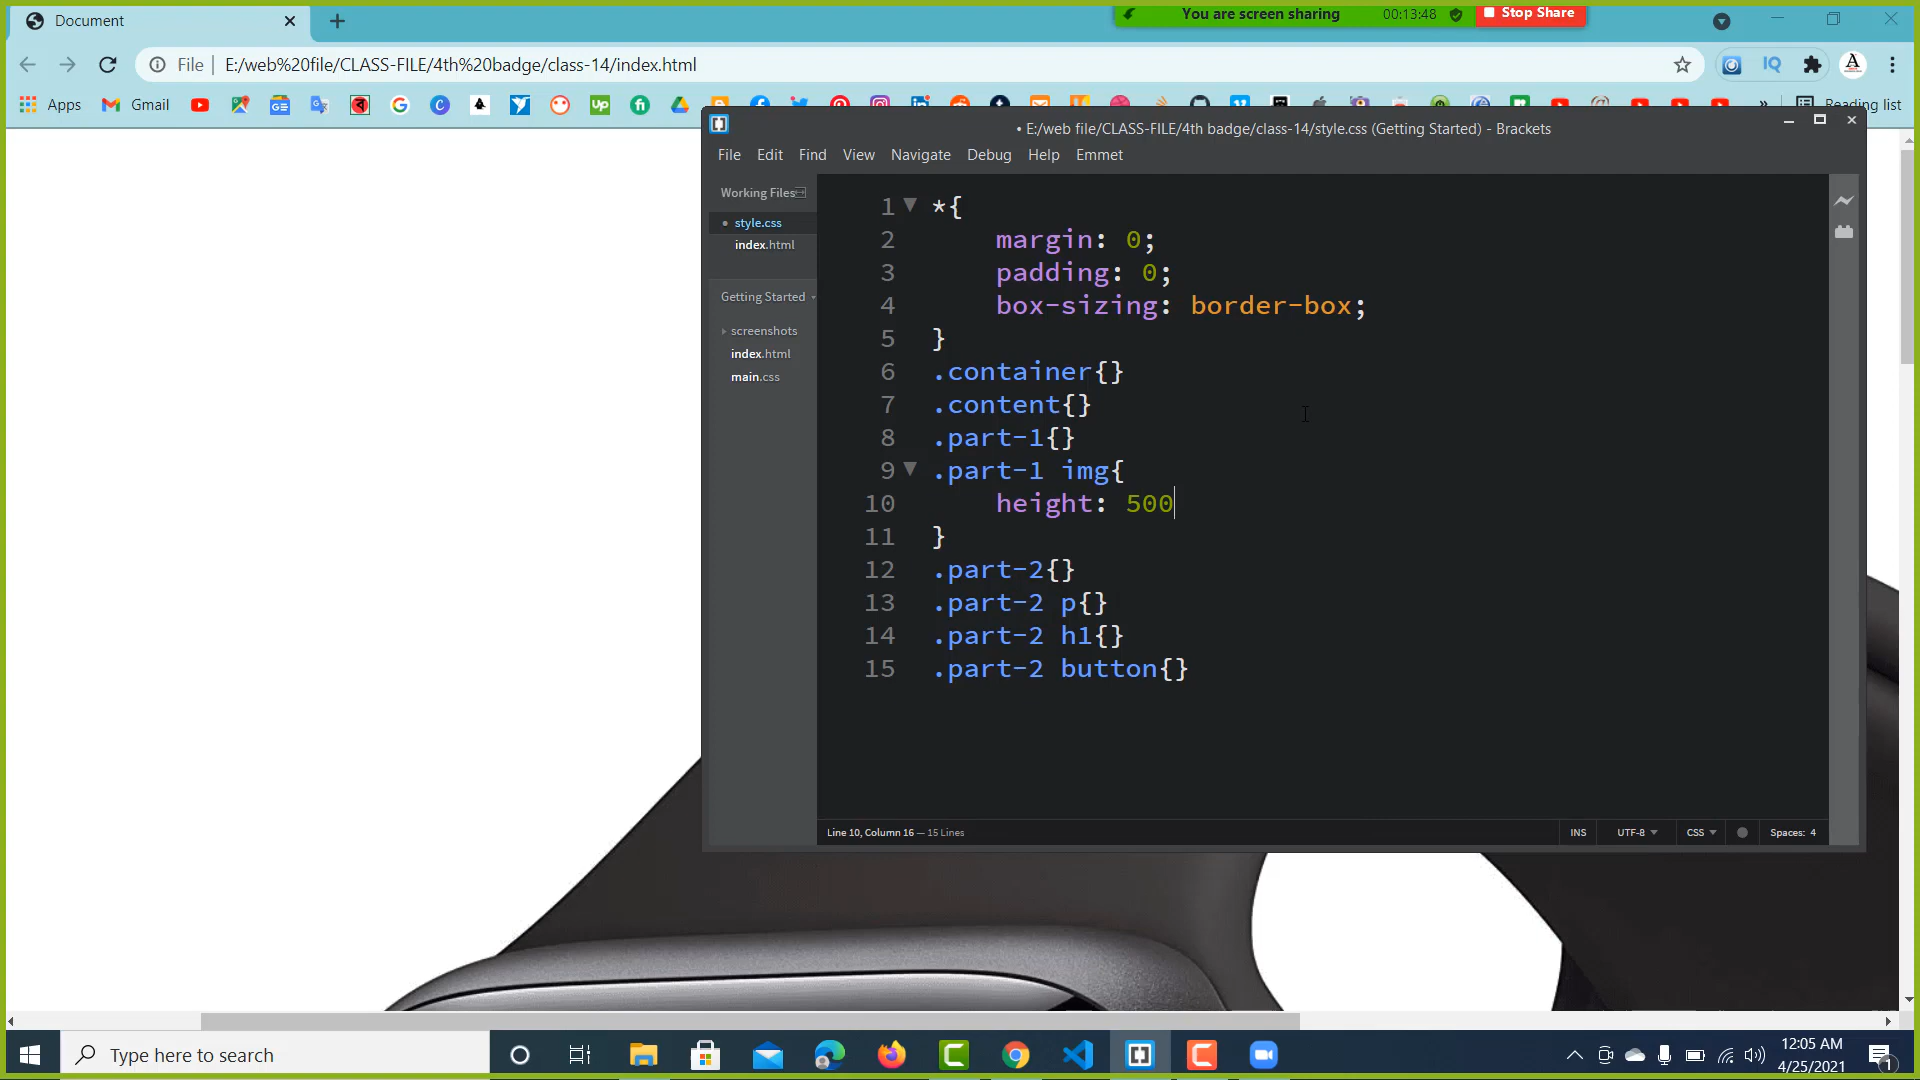 Document
You are screen sharing
00:13:48
Stop Share
File
E:/web%20file/CLASS-FILE/4th%20badge/class-14/index.html
IQ
Apps
Gmail
Reading list
• E:/web file/CLASS-FILE/4th badge/class-14/style.css (Getting Started) - Brackets
File Edit Find View Navigate Debug Help Emmet
Working Files
style.css
index.html
Getting Started
screenshots
index.html
main.css
1 *{
2 margin: 0;
3 padding: 0;
4 box-sizing: border-box;
5 }
6 .container{}
7 .content{}
8 .part-1{}
9 .part-1 img{
10 height: 500
11 }
12 .part-2{}
13 .part-2 p{}
14 .part-2 h1{}
15 .part-2 button{}
Line 10, Column 16 — 15 Lines
INS
UTF-8
CSS
Spaces: 4
Type here to search
12:05 AM
4/25/2021
1